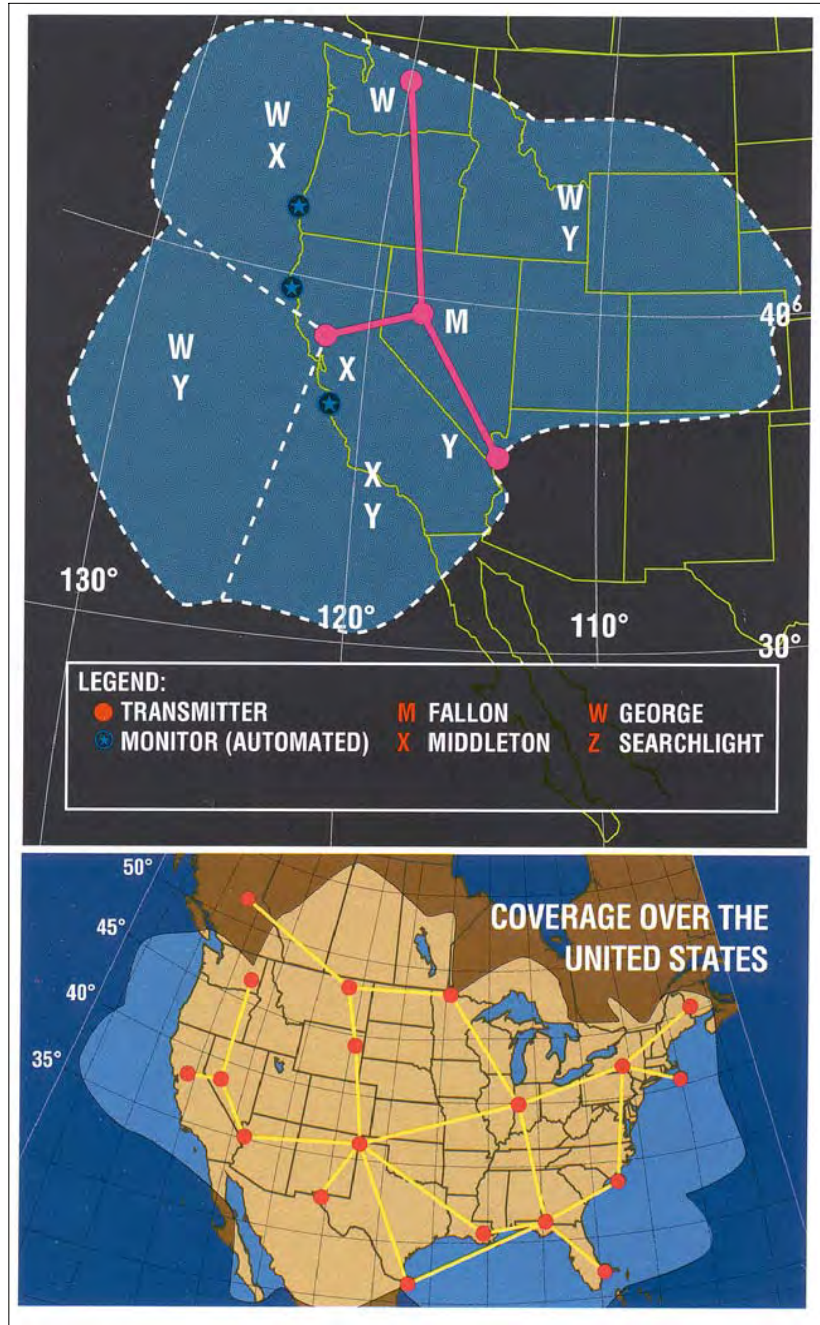 W
W
X
W
Y
40°
M
W
Y
X
Y
X
Y
130°
120°
110°
30°
LEGEND:
TRANSMITTER M FALLON W GEORGE
MONITOR (AUTOMATED) X MIDDLETON Z SEARCHLIGHT
50°
COVERAGE OVER THE
45°
UNITED STATES
40°
35°